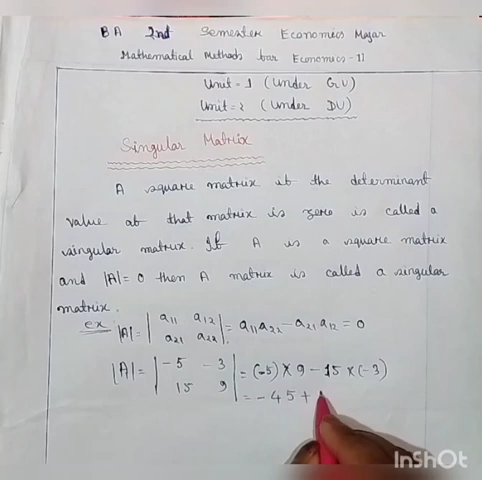 BA 2nd Semester Economics Major
Mathematical Methods for Economics - II
Unit = 1 (Under GU)
Unit = 2 (Under DU)
Singular Matrix
A square matrix if the determinant
value of that matrix is zero is called a
singular matrix. If A is a square matrix
and |A| = 0 then A matrix is called a singular
matrix.
ex: |A| = | a11 a12 | = a11 a22 - a21 a12 = 0
| a21 a22 |
|A| = | -5 -3 | = (-5) × 9 - 15 × (-3)
| 15 9 | = -45 +
InShOt